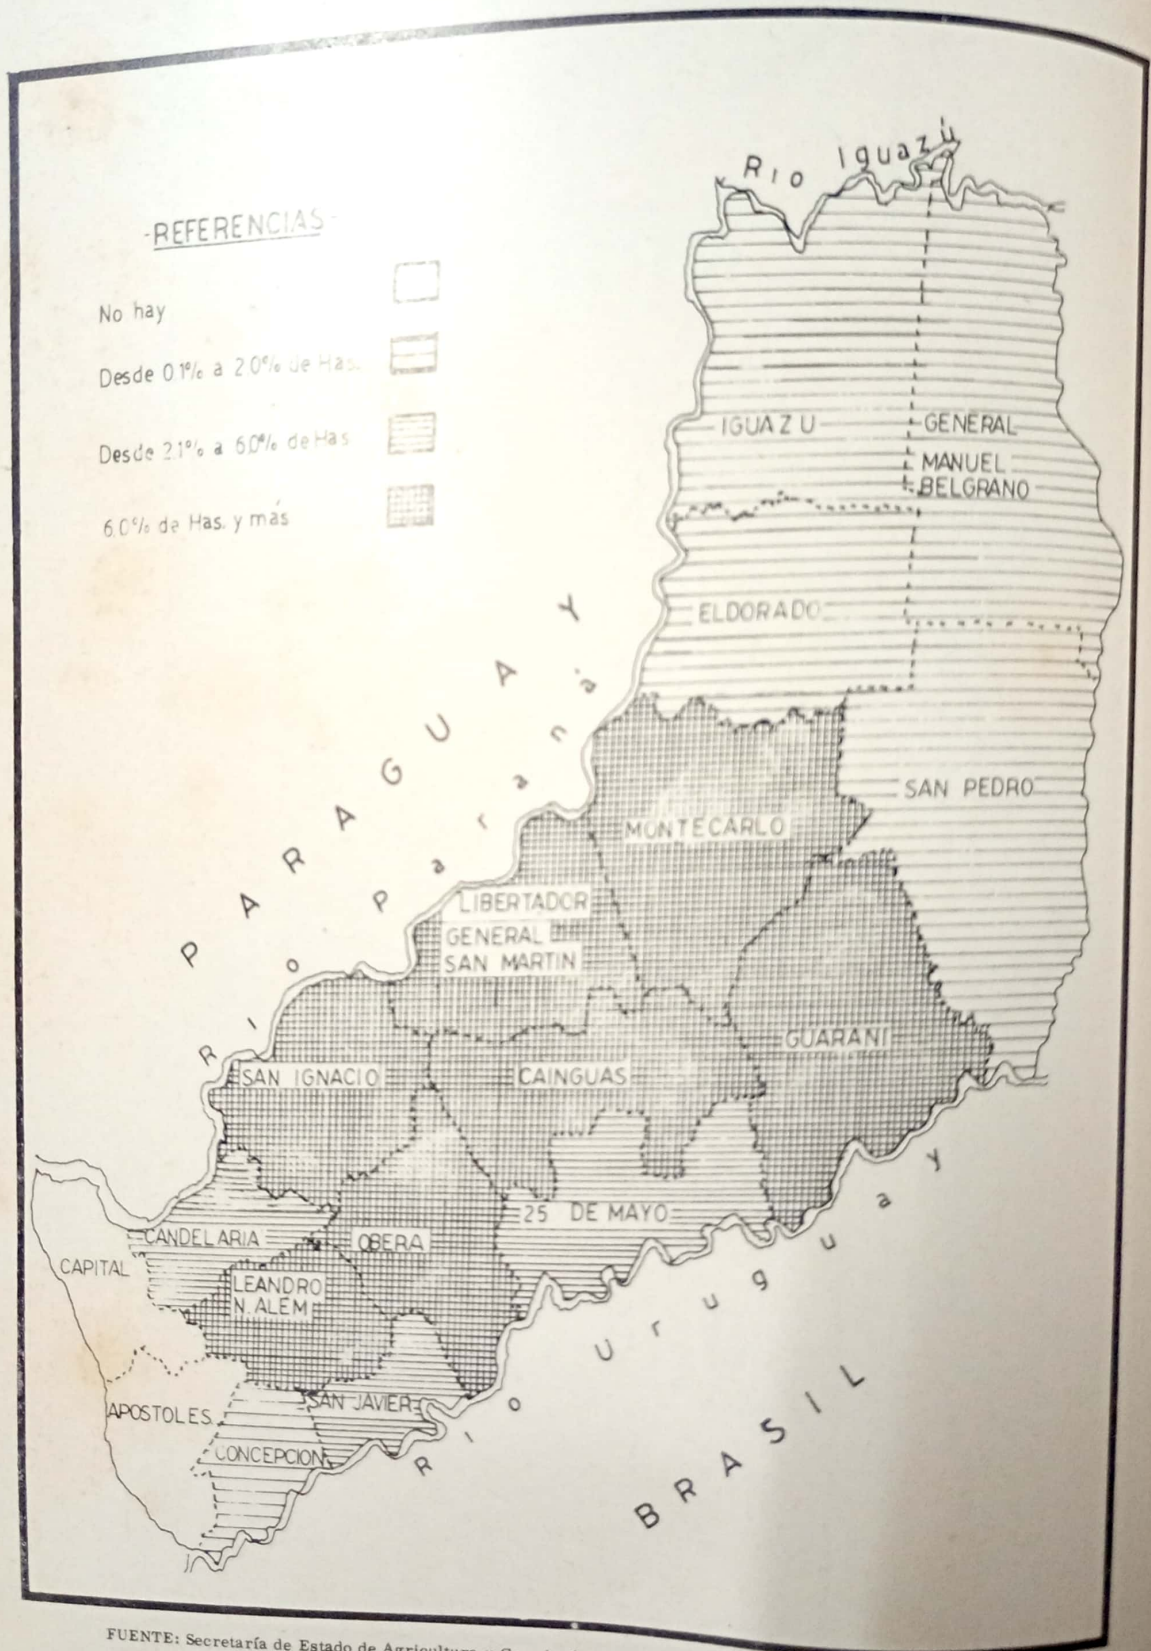 Rio Iguazú
-REFERENCIAS-
No hay
Desde 0.1% a 2.0% de Has.
Desde 2.1% a 6.0% de Has
6.0% de Has. y más
IGUAZU
GENERAL
MANUEL
BELGRANO
ELDORADO
PARAGUAY
RIO Paraná
SAN PEDRO
MONTECARLO
LIBERTADOR
GENERAL
SAN MARTIN
GUARANI
SAN IGNACIO
CAINGUAS
25 DE MAYO
CANDELARIA
OBERA
CAPITAL
LEANDRO
N. ALEM
RIO Uruguay
APOSTOLES
SAN JAVIER
CONCEPCION
BRASIL
FUENTE: Secretaría de Estado de